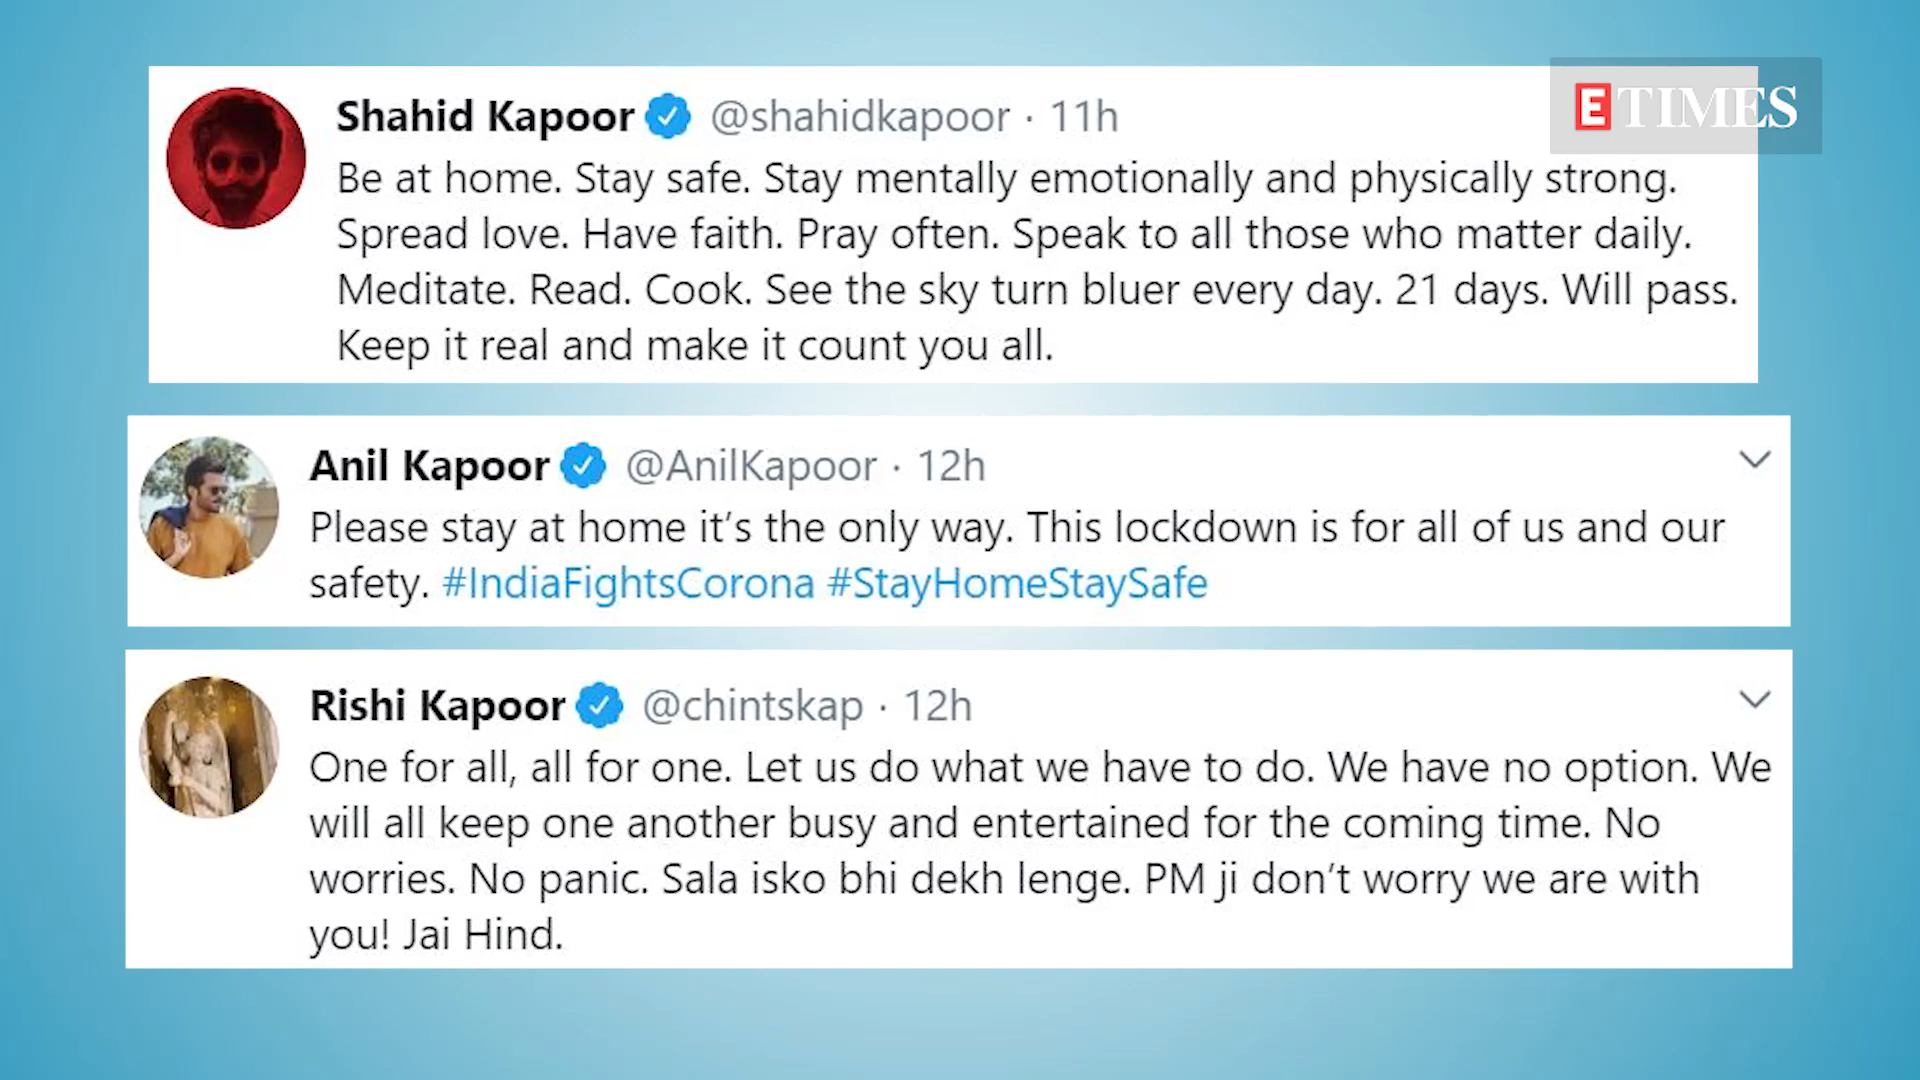 ETIMES
Shahid Kapoor @shahidkapoor · 11h
Be at home. Stay safe. Stay mentally emotionally and physically strong.
Spread love. Have faith. Pray often. Speak to all those who matter daily.
Meditate. Read. Cook. See the sky turn bluer every day. 21 days. Will pass.
Keep it real and make it count you all.
Anil Kapoor @AnilKapoor · 12h
Please stay at home it’s the only way. This lockdown is for all of us and our
safety. #IndiaFightsCorona #StayHomeStaySafe
Rishi Kapoor @chintskap · 12h
One for all, all for one. Let us do what we have to do. We have no option. We
will all keep one another busy and entertained for the coming time. No
worries. No panic. Sala isko bhi dekh lenge. PM ji don’t worry we are with
you! Jai Hind.